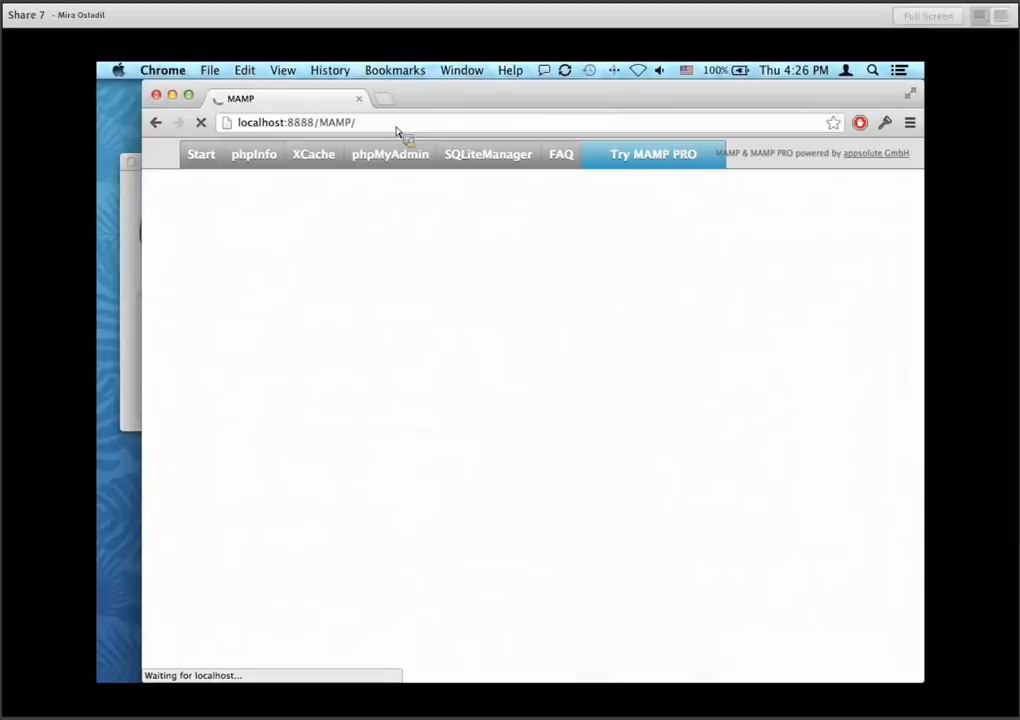 Share 7 - Mira Ostadil
Full Screen
Chrome File Edit View History Bookmarks Window Help 100% Thu 4:26 PM
MAMP
localhost:8888/MAMP/
Start phpInfo XCache phpMyAdmin SQLiteManager FAQ Try MAMP PRO MAMP & MAMP PRO powered by appsolute GmbH
Waiting for localhost...